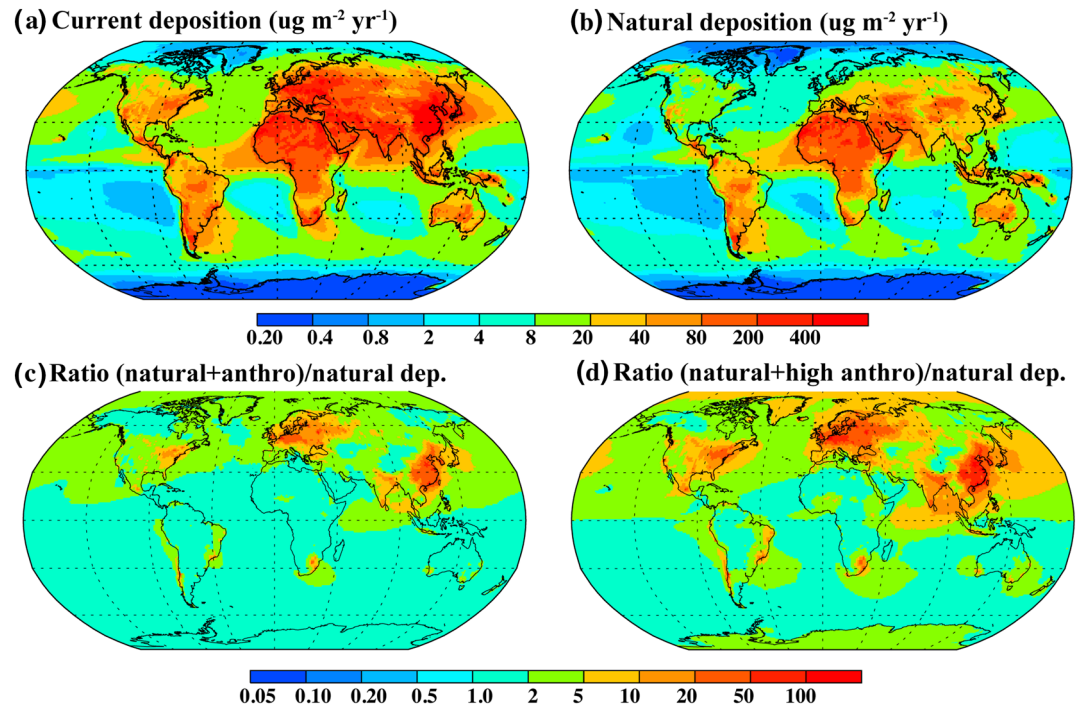 (a) Current deposition (ug m-2 yr-1)
(b) Natural deposition (ug m-2 yr-1)
0.20 0.4 0.8 2 4 8 20 40 80 200 400
(c) Ratio (natural+anthro)/natural dep.
(d) Ratio (natural+high anthro)/natural dep.
0.05 0.10 0.20 0.5 1.0 2 5 10 20 50 100